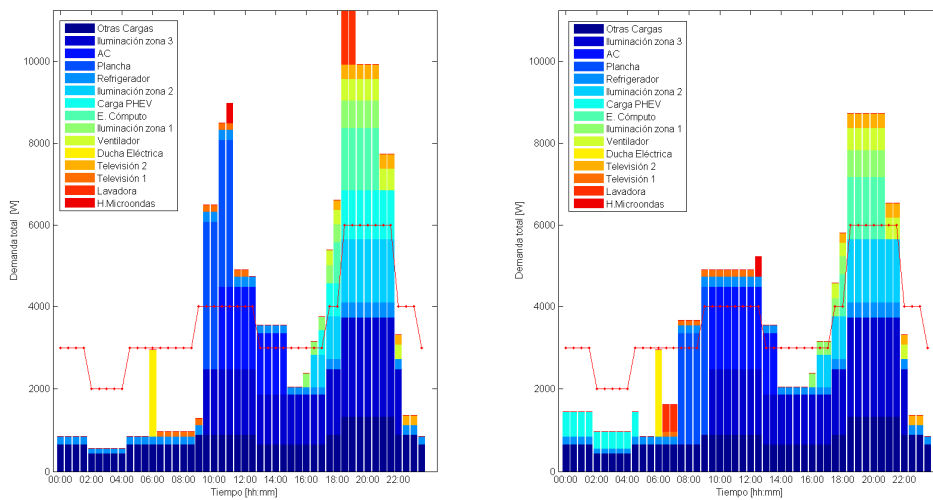 Otras Cargas
Iluminación zona 3
AC
Plancha
Refrigerador
Iluminación zona 2
Carga PHEV
E. Cómputo
Iluminación zona 1
Ventilador
Ducha Eléctrica
Televisión 2
Televisión 1
Lavadora
H.Microondas
10000
8000
6000
4000
2000
0
Demanda total [W]
00:00 02:00 04:00 06:00 08:00 10:00 12:00 14:00 16:00 18:00 20:00 22:00
Tiempo [hh:mm]
Otras Cargas
Iluminación zona 3
AC
Plancha
Refrigerador
Iluminación zona 2
Carga PHEV
E. Cómputo
Iluminación zona 1
Ventilador
Ducha Eléctrica
Televisión 2
Televisión 1
Lavadora
H.Microondas
10000
8000
6000
4000
2000
0
Demanda total [W]
00:00 02:00 04:00 06:00 08:00 10:00 12:00 14:00 16:00 18:00 20:00 22:00
Tiempo [hh:mm]